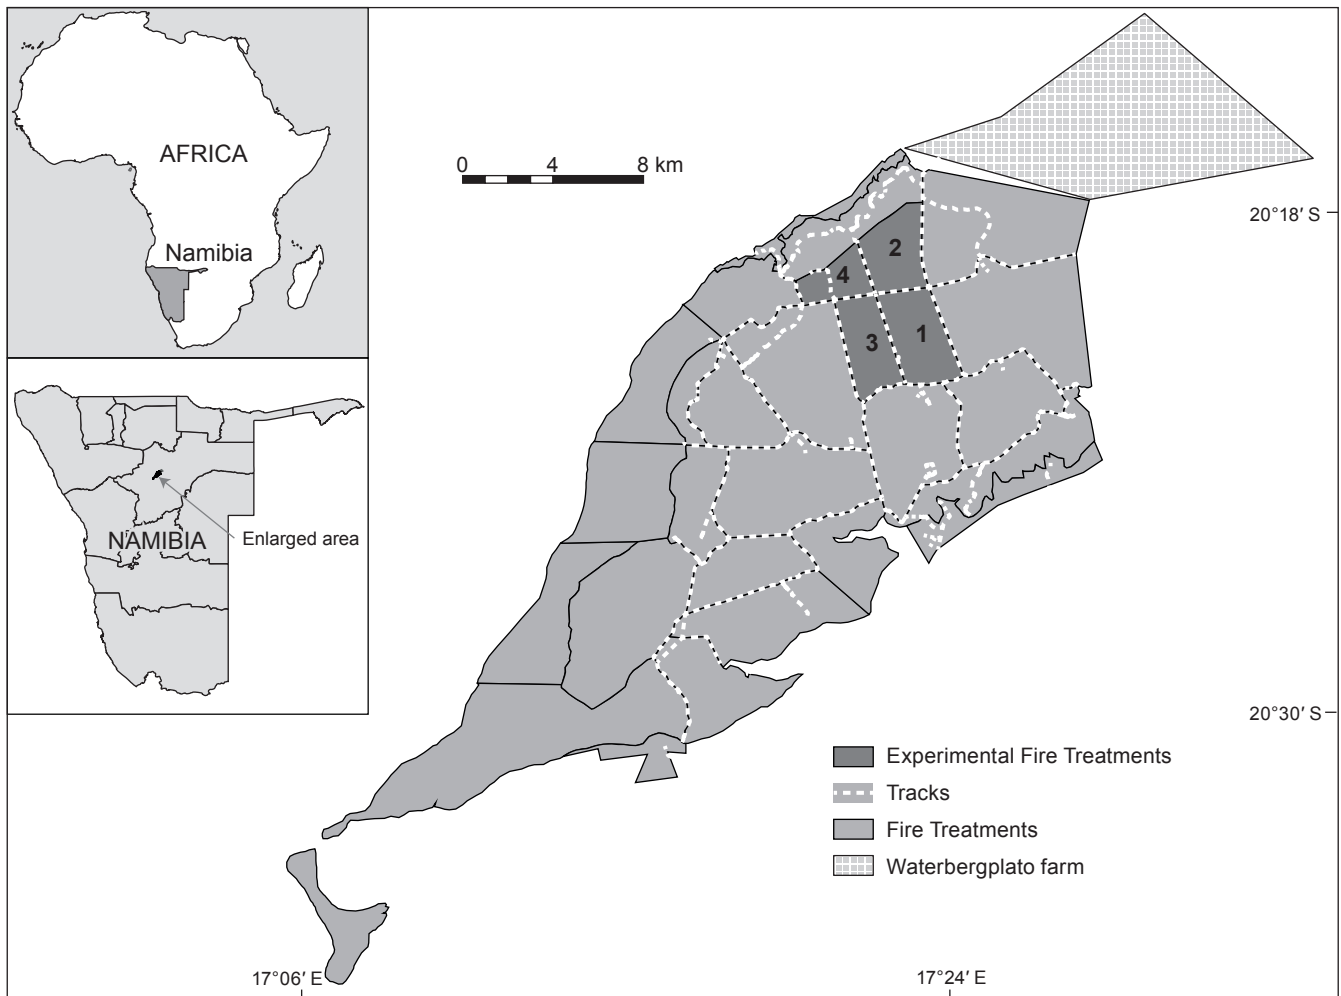 AFRICA
Namibia
NAMIBIA
Enlarged area
0 4 8 km
20°18′ S
2
4
1
3
20°30′ S
Experimental Fire Treatments
Tracks
Fire Treatments
Waterbergplato farm
17°06′ E
17°24′ E